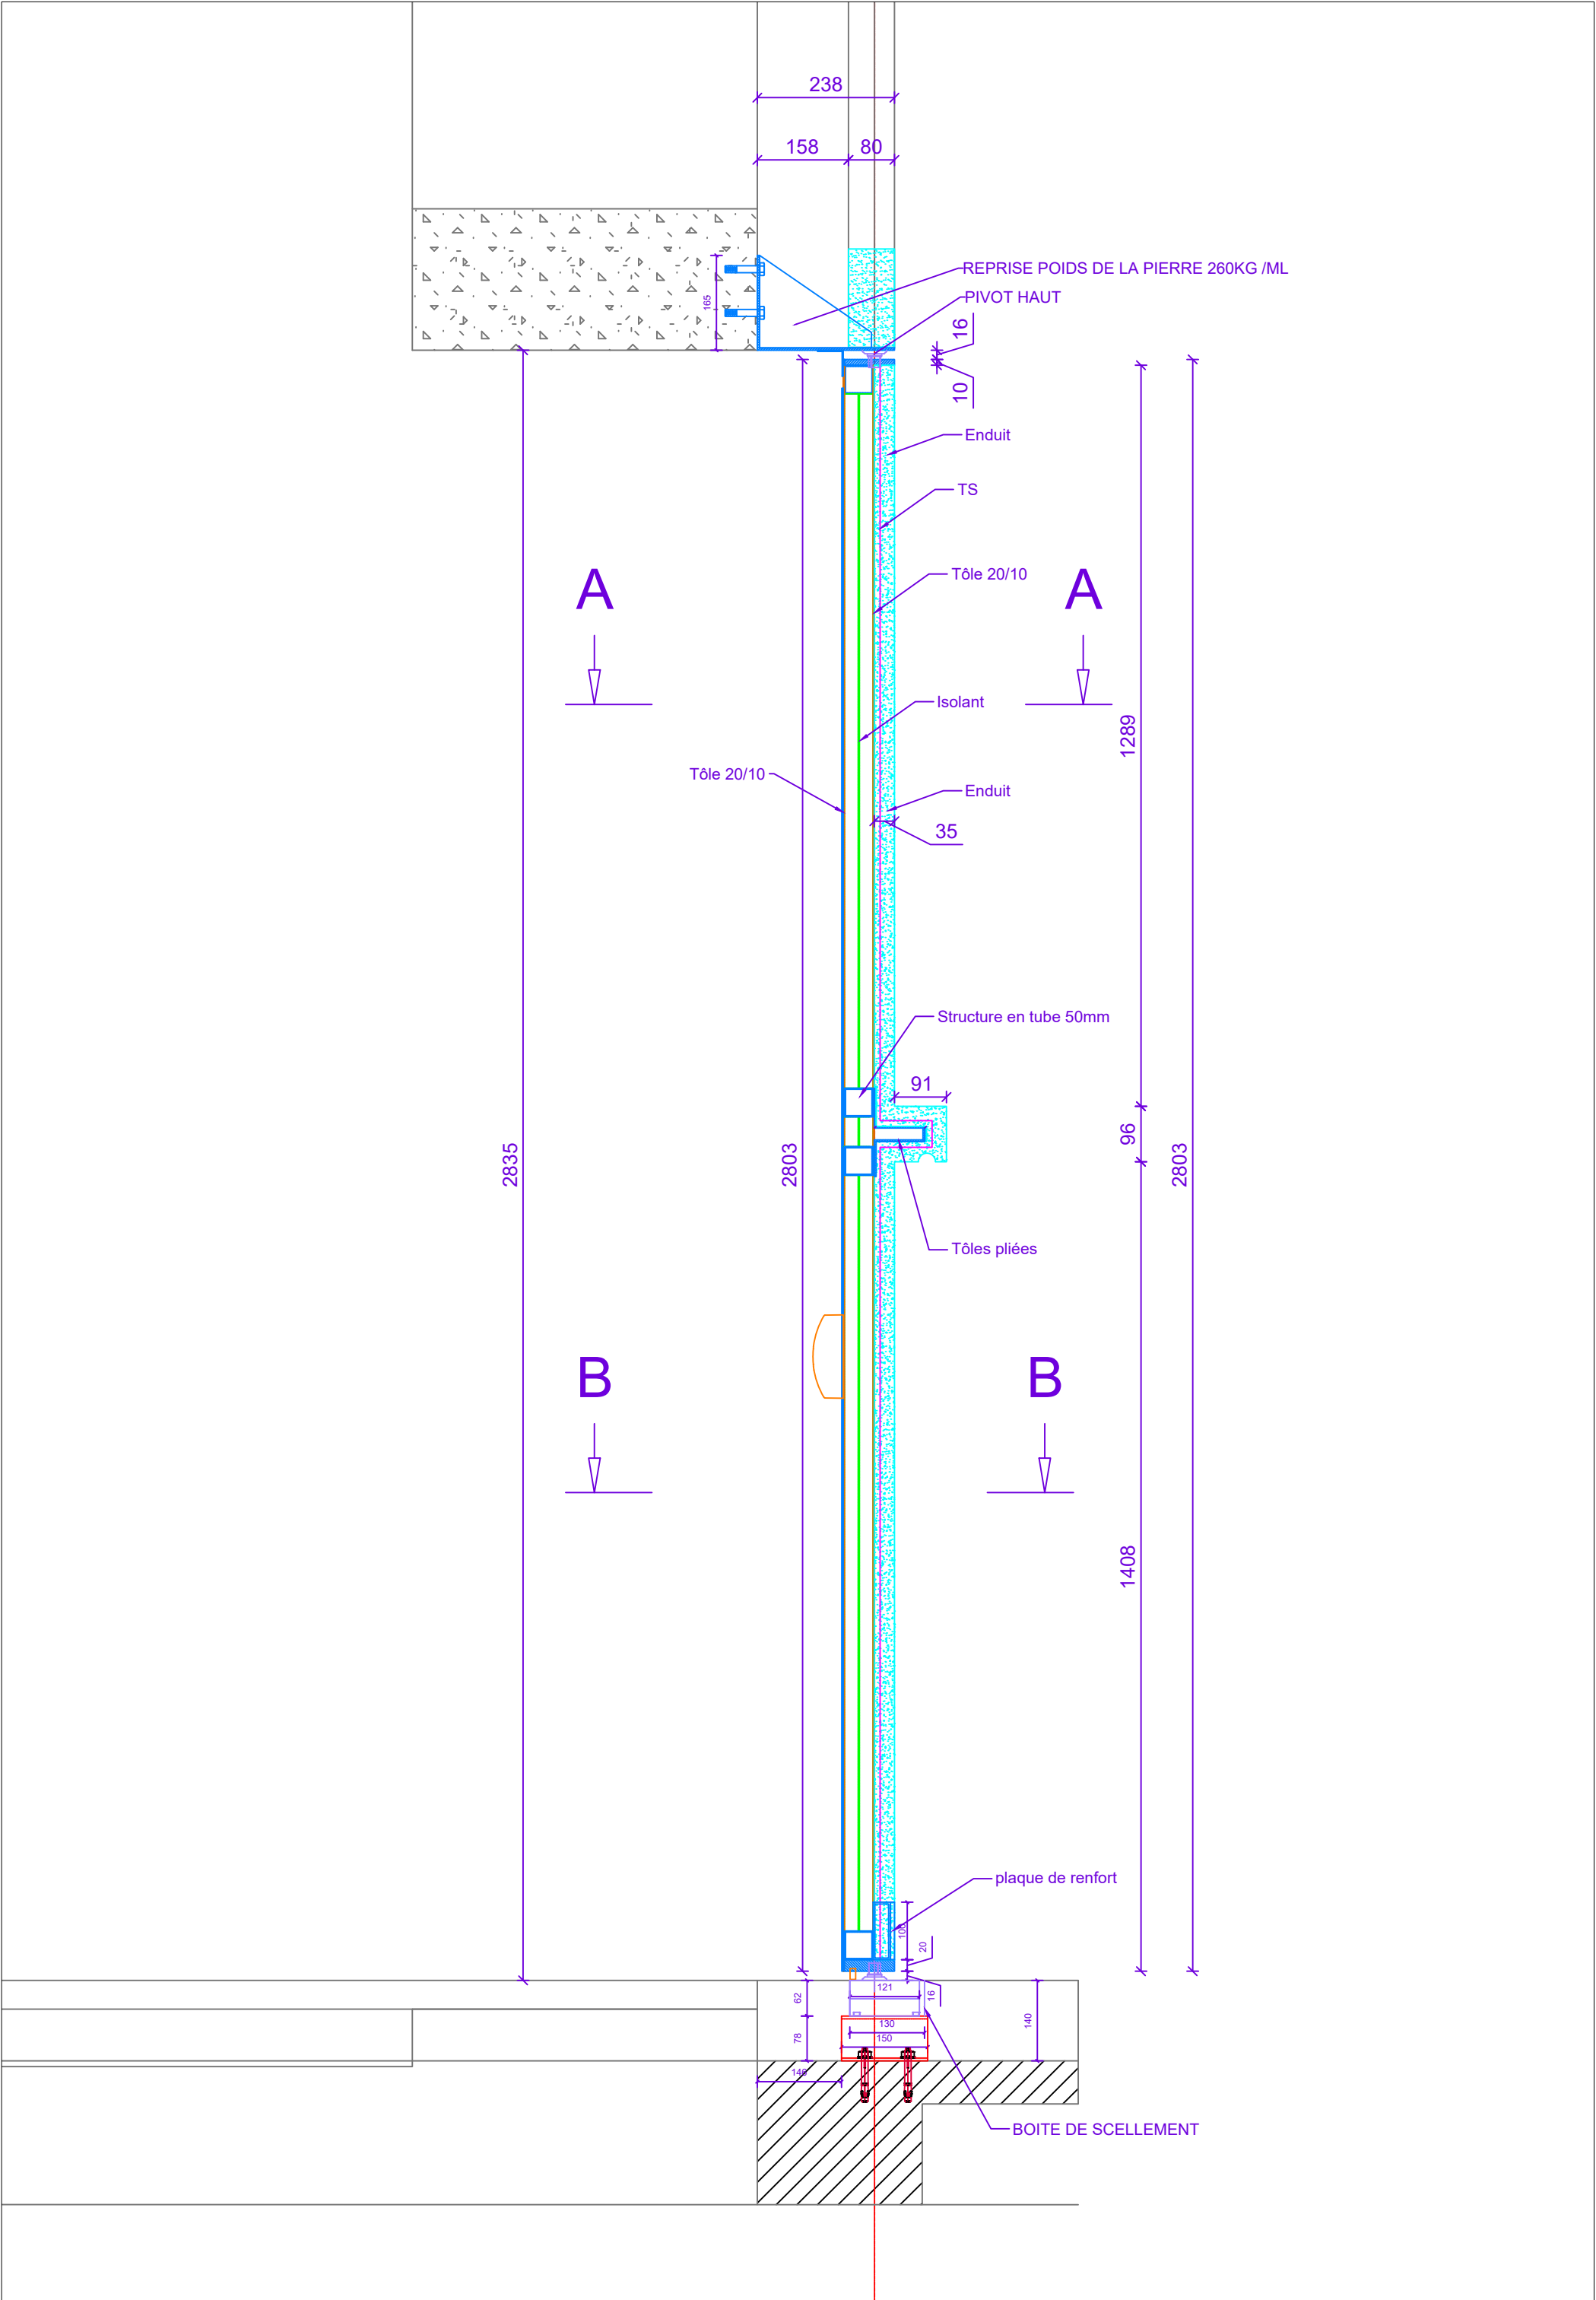 238
158
80
REPRISE POIDS DE LA PIERRE 260KG /ML
PIVOT HAUT
165
16
10
Enduit
TS
Tôle 20/10
A
A
Isolant
1289
Tôle 20/10
Enduit
35
Structure en tube 50mm
91
96
2835
2803
2803
Tôles pliées
B
B
1408
plaque de renfort
100
20
121
16
62
130
140
78
150
146
BOITE DE SCELLEMENT